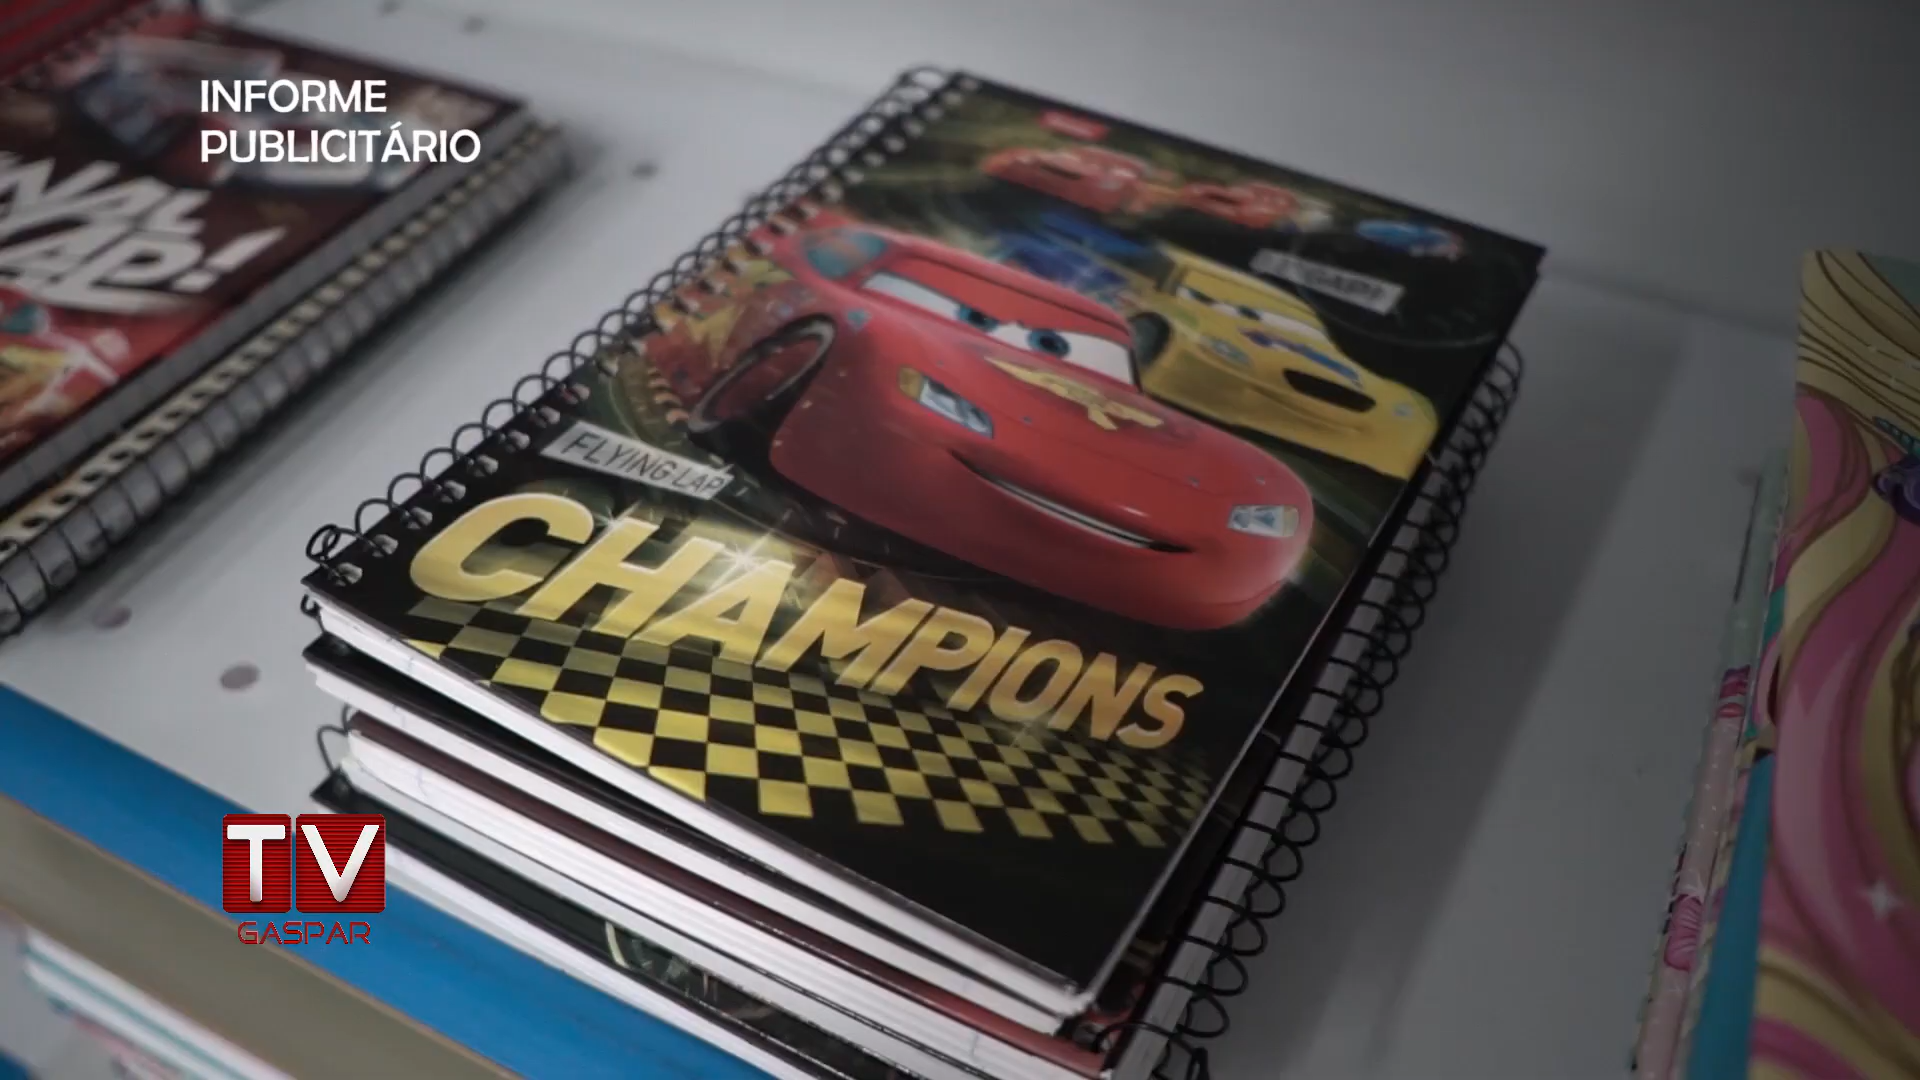 INFORME
PUBLICITÁRIO
FLYING LAP
CHAMPIONS
TV
GASPAR